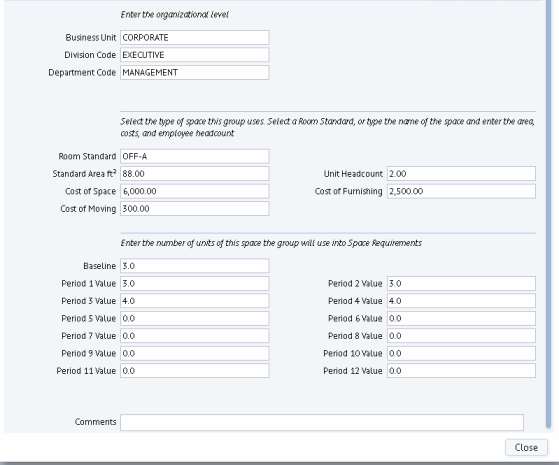 Enter the organizational level
Business Unit CORPORATE
Division Code EXECUTIVE
Department Code MANAGEMENT
Select the type of space this group uses. Select a Room Standard, or type the name of the space and enter the area,
costs, and employee headcount
Room Standard OFF-A
Standard Area ft² 88.00 Unit Headcount 2.00
Cost of Space 6,000.00 Cost of Furnishing 2,500.00
Cost of Moving 300.00
Enter the number of units of this space the group will use into Space Requirements
Baseline 3.0
Period 1 Value 3.0 Period 2 Value 3.0
Period 3 Value 4.0 Period 4 Value 4.0
Period 5 Value 0.0 Period 6 Value 0.0
Period 7 Value 0.0 Period 8 Value 0.0
Period 9 Value 0.0 Period 10 Value 0.0
Period 11 Value 0.0 Period 12 Value 0.0
Comments
Close